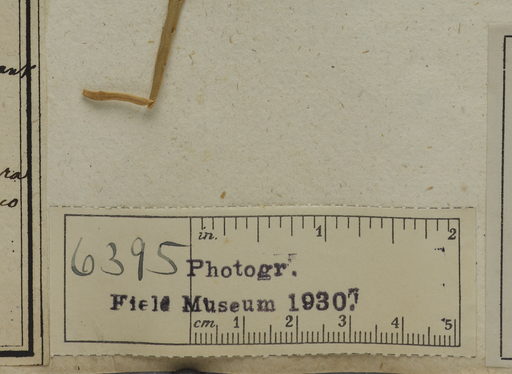 in. 1 2
6395 Photogr.
Field Museum 1930.
cm 1 2 3 4 5